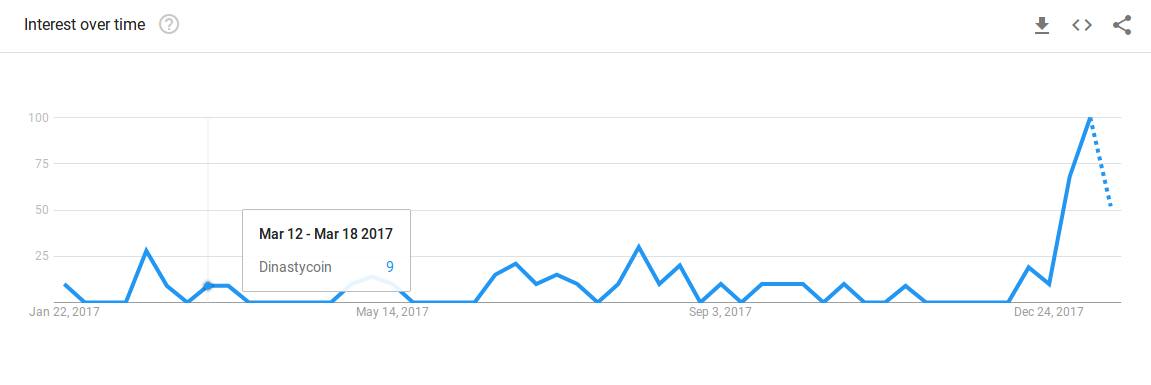 Interest over time
100
75
50
25
Mar 12 - Mar 18 2017
Dinastycoin 9
Jan 22, 2017 May 14, 2017 Sep 3, 2017 Dec 24, 2017